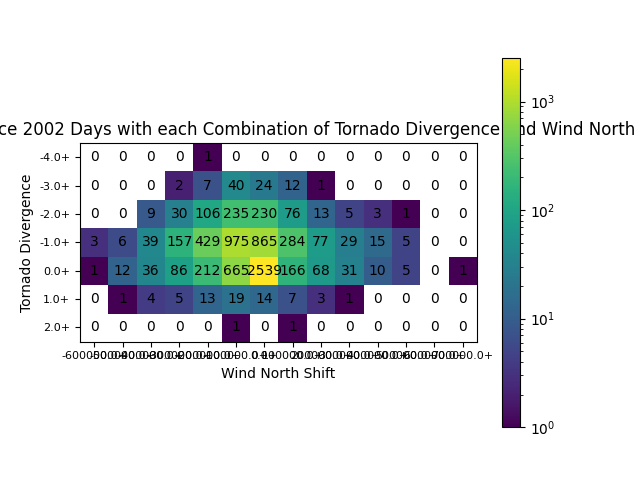 ce 2002 Days with each Combination of Tornado Divergence and Wind North
-4.0+ 0 0 0 0 1 0 0 0 0 0 0 0 0 0
-3.0+ 0 0 0 2 7 40 24 12 1 0 0 0 0 0
-2.0+ 0 0 9 30 106 235 230 76 13 5 3 1 0 0
-1.0+ 3 6 39 157 429 975 865 284 77 29 15 5 0 0
0.0+ 1 12 36 86 212 665 2539 166 68 31 10 5 0 1
1.0+ 0 1 4 5 13 19 14 7 3 1 0 0 0 0
2.0+ 0 0 0 0 0 1 0 1 0 0 0 0 0 0
Tornado Divergence
Wind North Shift
10³
10²
10¹
10⁰